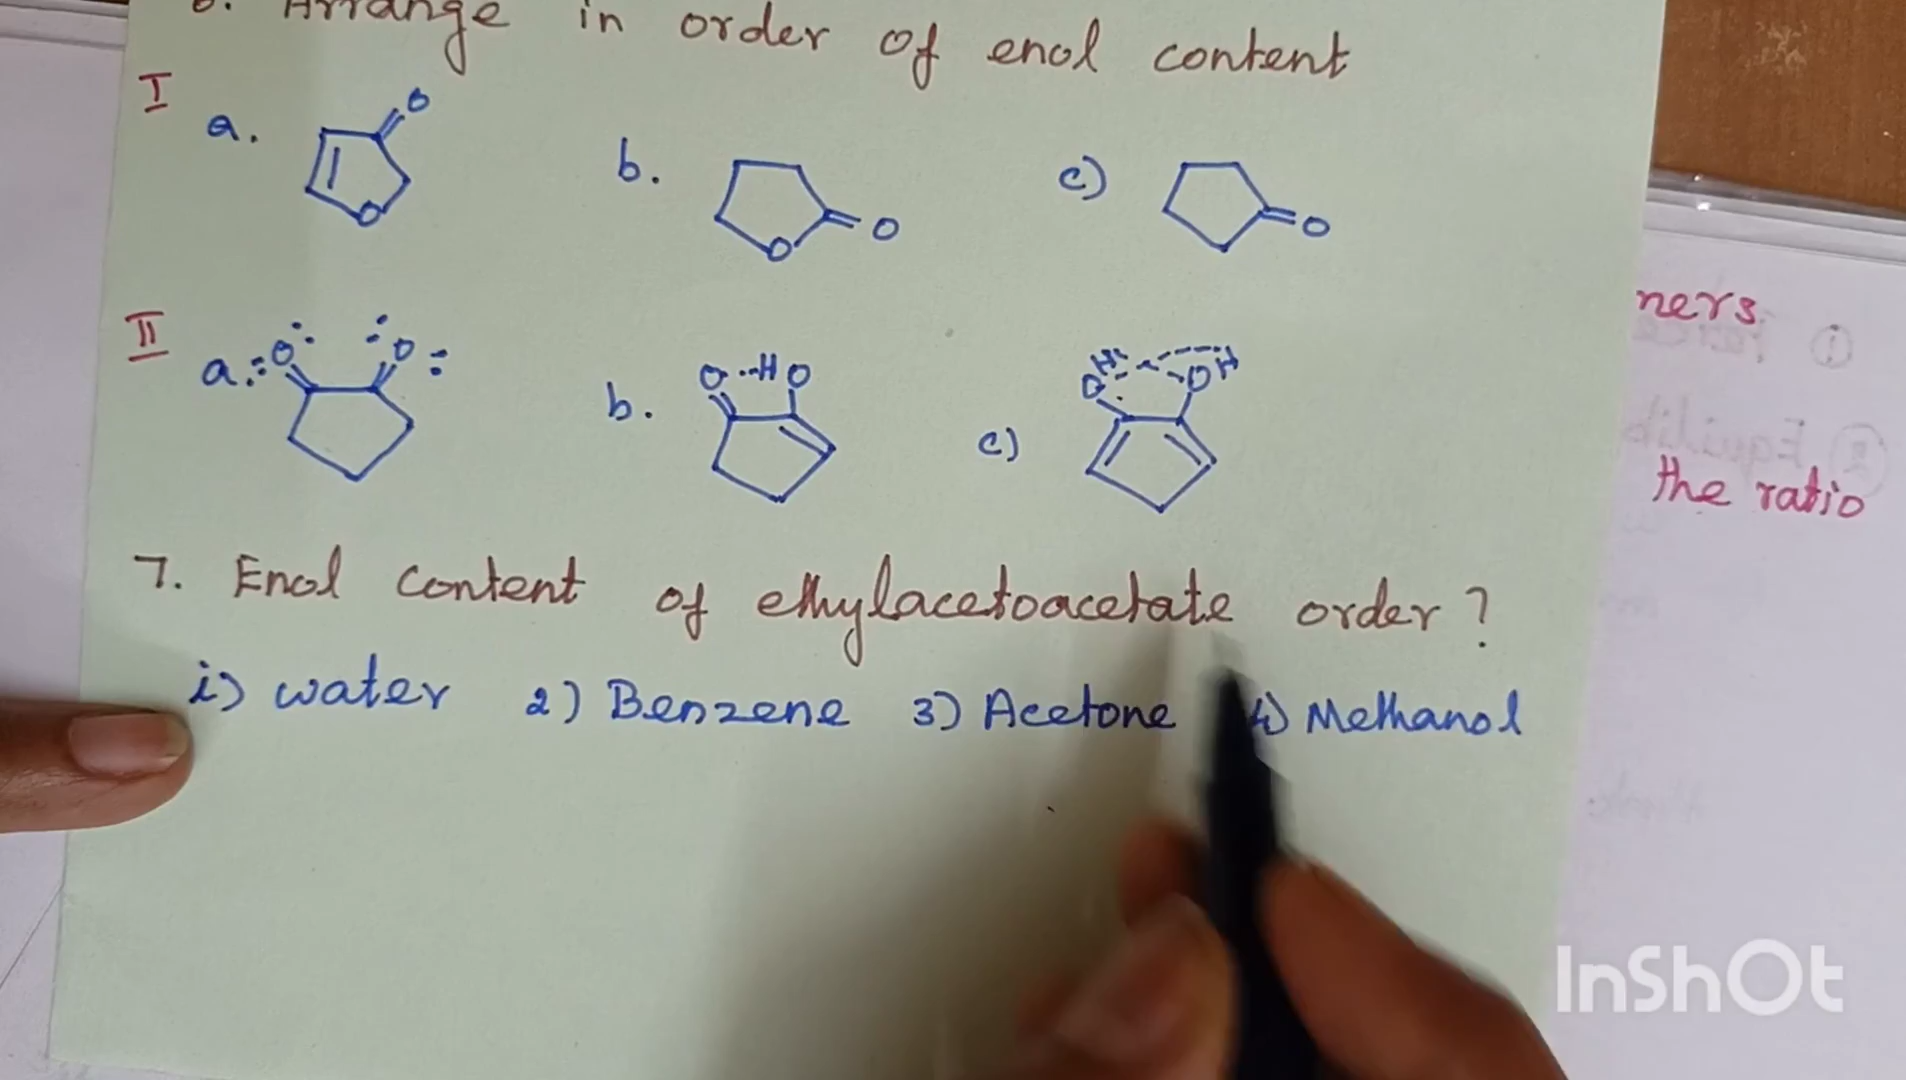 6. Arrange in order of enol content
I a. O O b. O O c) O
II a. O O b. O H O c) H O O H
7. Enol content of ethylacetoacetate order?
i) water 2) Benzene 3) Acetone 4) Methanol
ners
the ratio
InShOt